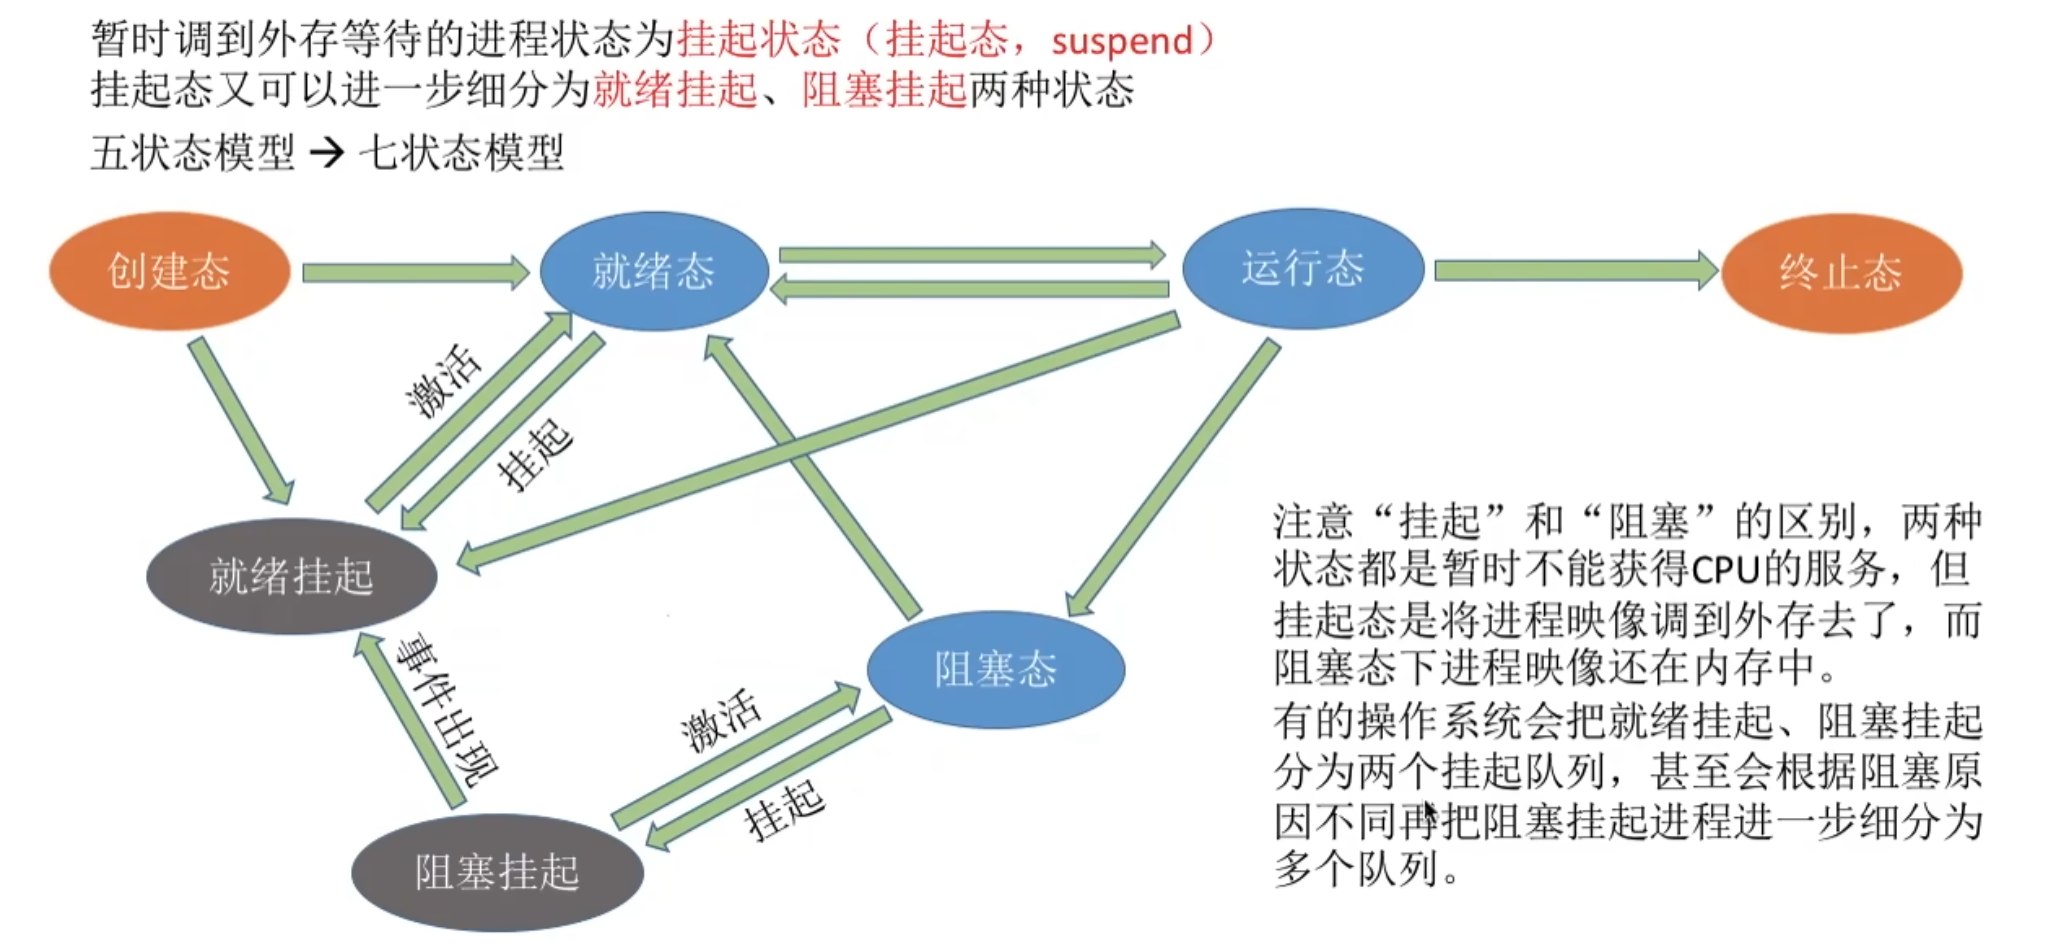 暂时调到外存等待的进程状态为挂起状态（挂起态，suspend）
挂起态又可以进一步细分为就绪挂起、阻塞挂起两种状态
五状态模型 → 七状态模型
创建态
就绪态
运行态
终止态
激活
挂起
就绪挂起
事件出现
阻塞态
激活
挂起
阻塞挂起
注意“挂起”和“阻塞”的区别，两种
状态都是暂时不能获得CPU的服务，但
挂起态是将进程映像调到外存去了，而
阻塞态下进程映像还在内存中。
有的操作系统会把就绪挂起、阻塞挂起
分为两个挂起队列，甚至会根据阻塞原
因不同再把阻塞挂起进程进一步细分为
多个队列。